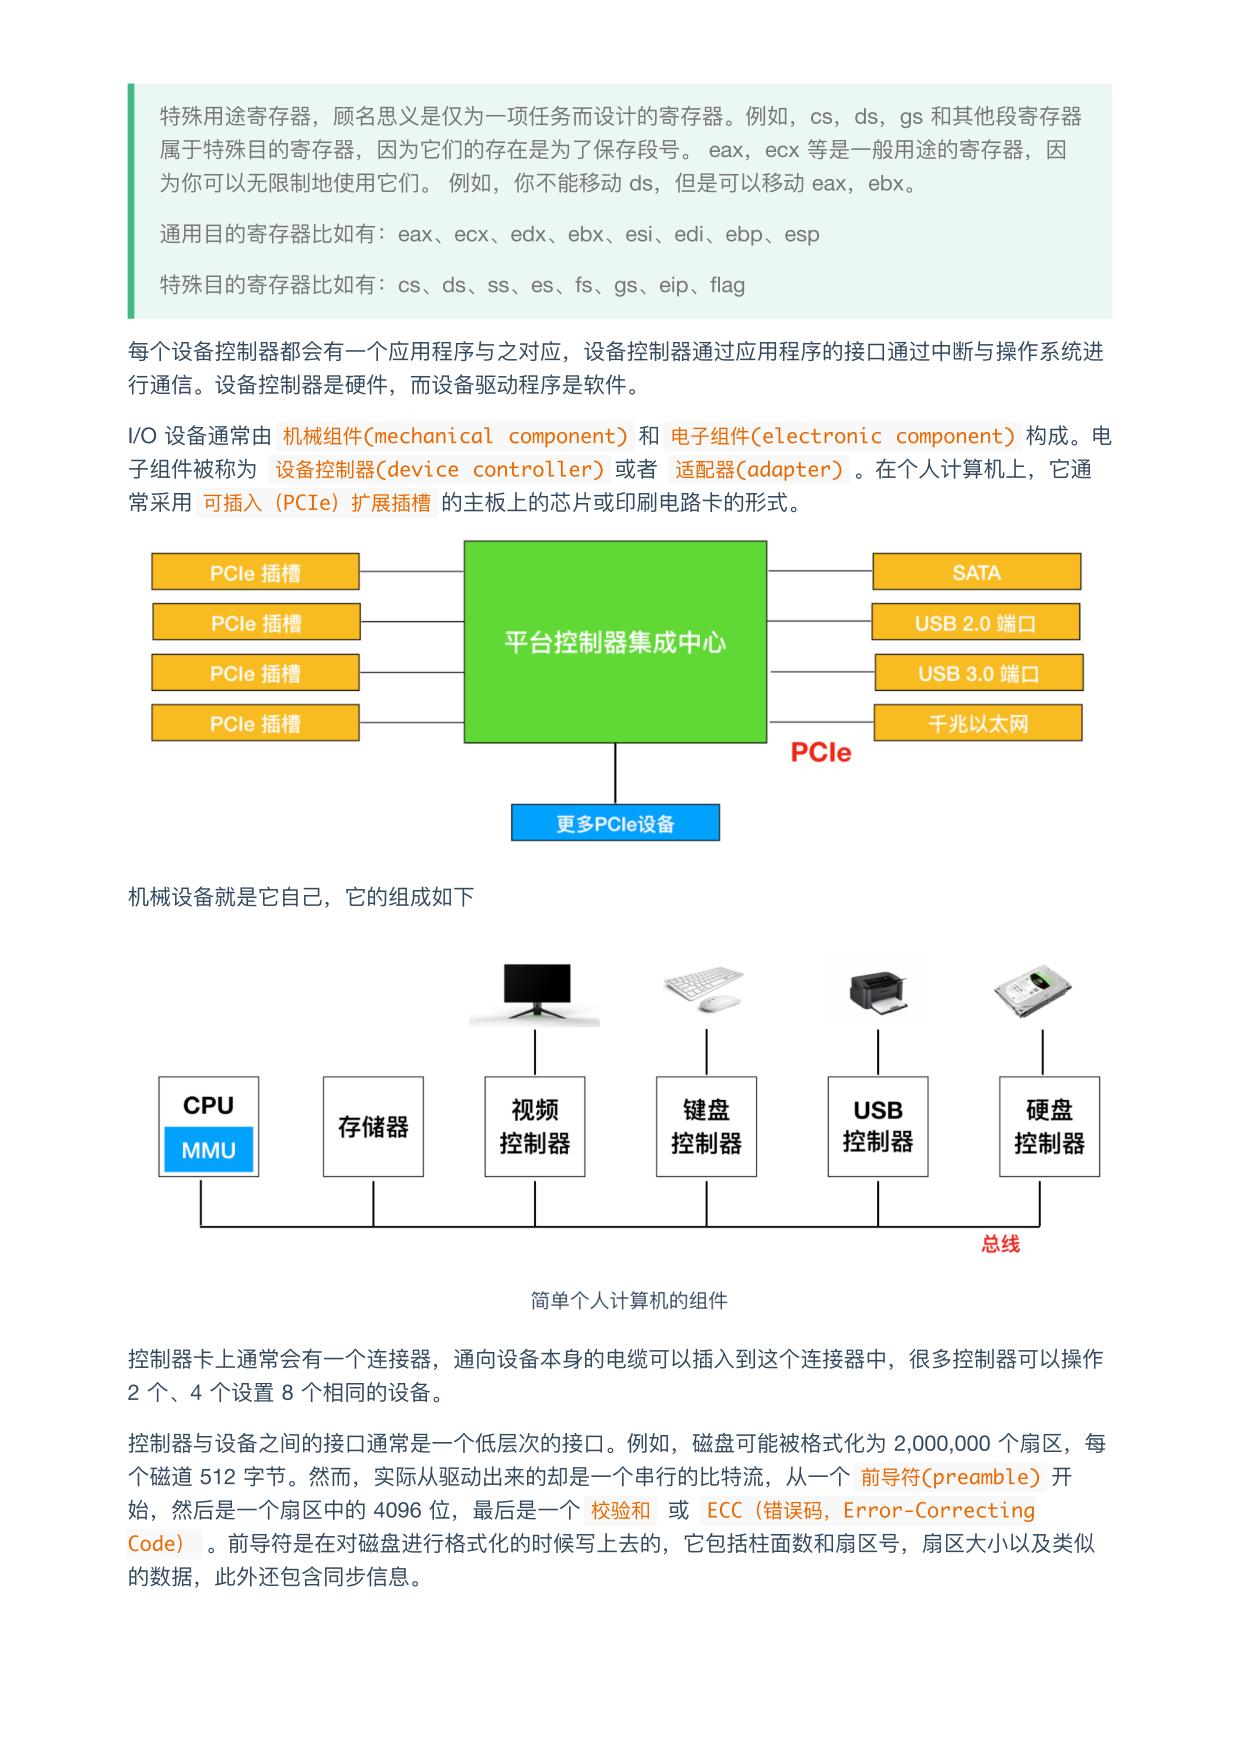 特殊用途寄存器，顾名思义是仅为一项任务而设计的寄存器。例如，cs，ds，gs 和其他段寄存器
属于特殊目的寄存器，因为它们的存在是为了保存段号。 eax，ecx 等是一般用途的寄存器，因
为你可以无限制地使用它们。 例如，你不能移动 ds，但是可以移动 eax，ebx。
通用目的寄存器比如有：eax、ecx、edx、ebx、esi、edi、ebp、esp
特殊目的寄存器比如有：cs、ds、ss、es、fs、gs、eip、flag
每个设备控制器都会有一个应用程序与之对应，设备控制器通过应用程序的接口通过中断与操作系统进
行通信。设备控制器是硬件，而设备驱动程序是软件。
I/O 设备通常由 机械组件(mechanical component) 和 电子组件(electronic component) 构成。电
子组件被称为 设备控制器(device controller) 或者 适配器(adapter) 。在个人计算机上，它通
常采用 可插入（PCIe）扩展插槽 的主板上的芯片或印刷电路卡的形式。
PCIe 插槽
PCIe 插槽
PCIe 插槽
PCIe 插槽
平台控制器集成中心
SATA
USB 2.0 端口
USB 3.0 端口
千兆以太网
PCIe
更多PCIe设备
机械设备就是它自己，它的组成如下
CPU
MMU
存储器
视频
控制器
键盘
控制器
USB
控制器
硬盘
控制器
总线
简单个人计算机的组件
控制器卡上通常会有一个连接器，通向设备本身的电缆可以插入到这个连接器中，很多控制器可以操作
2 个、4 个设置 8 个相同的设备。
控制器与设备之间的接口通常是一个低层次的接口。例如，磁盘可能被格式化为 2,000,000 个扇区，每
个磁道 512 字节。然而，实际从驱动出来的却是一个串行的比特流，从一个 前导符(preamble) 开
始，然后是一个扇区中的 4096 位，最后是一个 校验和 或 ECC（错误码，Error-Correcting
Code） 。前导符是在对磁盘进行格式化的时候写上去的，它包括柱面数和扇区号，扇区大小以及类似
的数据，此外还包含同步信息。